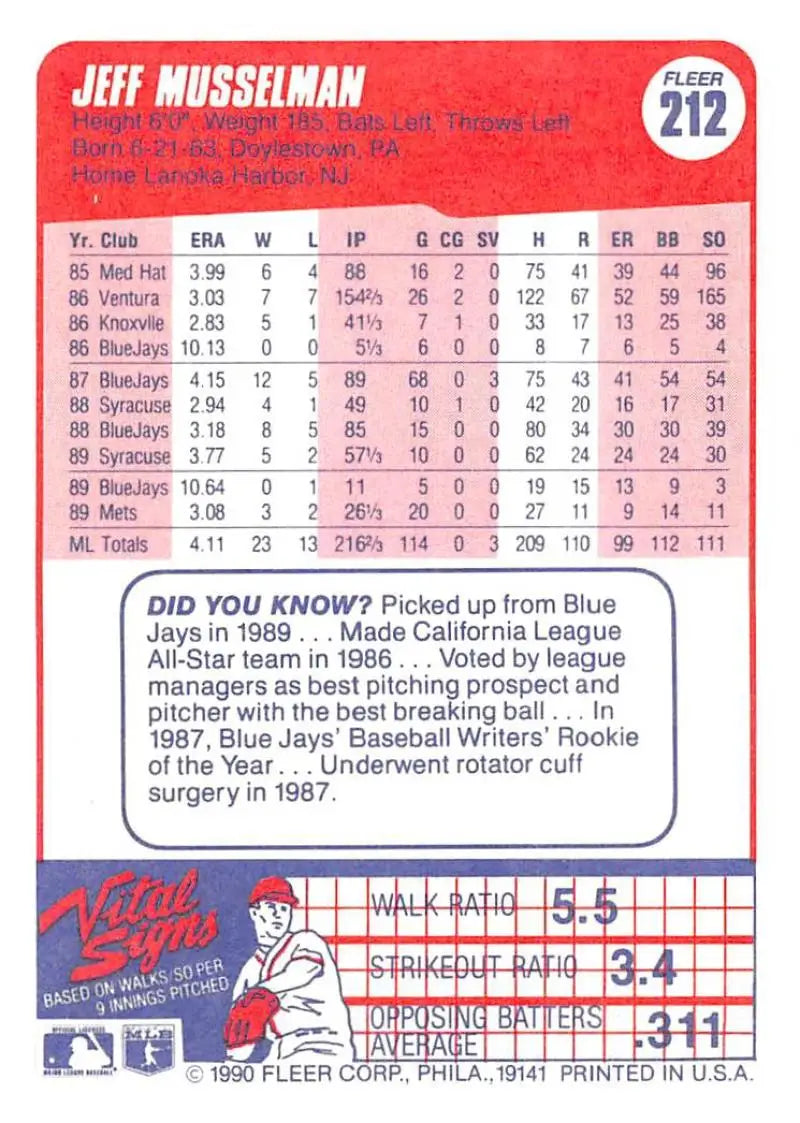 JEFF MUSSELMAN
FLEER
212
Height 6'0", Weight 185, Bats Left, Throws Left
Born 6-21-63, Doylestown, PA
Home Lanoka Harbor, NJ
Yr. Club ERA W L IP G CG SV H R ER BB SO
85 Med Hat 3.99 6 4 88 16 2 0 75 41 39 44 96
86 Ventura 3.03 7 7 154⅔ 26 2 0 122 67 52 59 165
86 Knoxvlle 2.83 5 1 41⅓ 7 1 0 33 17 13 25 38
86 BlueJays 10.13 0 0 5⅓ 6 0 0 8 7 6 5 4
87 BlueJays 4.15 12 5 89 68 0 3 75 43 41 54 54
88 Syracuse 2.94 4 1 49 10 1 0 42 20 16 17 31
88 BlueJays 3.18 8 5 85 15 0 0 80 34 30 30 39
89 Syracuse 3.77 5 2 57⅓ 10 0 0 62 24 24 24 30
89 BlueJays 10.64 0 1 11 5 0 0 19 15 13 9 3
89 Mets 3.08 3 2 26⅓ 20 0 0 27 11 9 14 11
ML Totals 4.11 23 13 216⅔ 114 0 3 209 110 99 112 111
DID YOU KNOW? Picked up from Blue
Jays in 1989 . . . Made California League
All-Star team in 1986 . . . Voted by league
managers as best pitching prospect and
pitcher with the best breaking ball . . . In
1987, Blue Jays' Baseball Writers' Rookie
of the Year . . . Underwent rotator cuff
surgery in 1987.
Vital
Signs
BASED ON WALKS/SO PER
9 INNINGS PITCHED
WALK RATIO 5.5
STRIKEOUT RATIO 3.4
OPPOSING BATTERS
AVERAGE .311
MLB
© 1990 FLEER CORP., PHILA., 19141 PRINTED IN U.S.A.